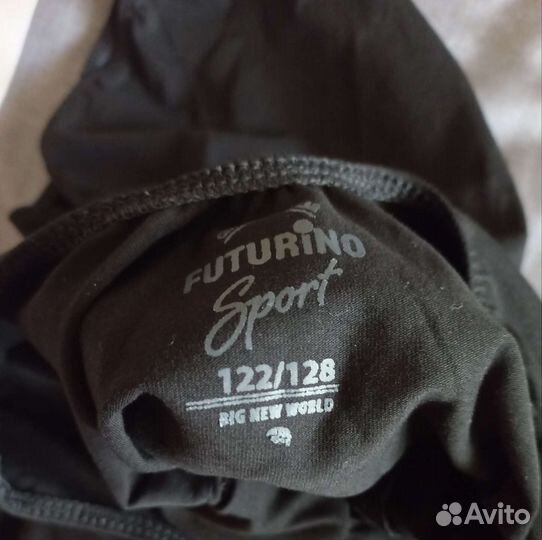 FUTURiNO
Sport
122/128
BIG NEW WORLD
Avito